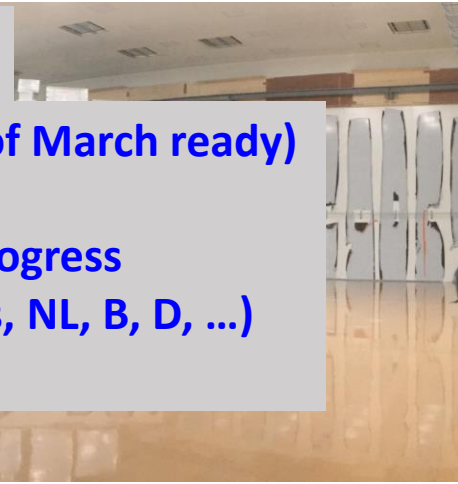 of March ready)
ogress
, NL, B, D, …)